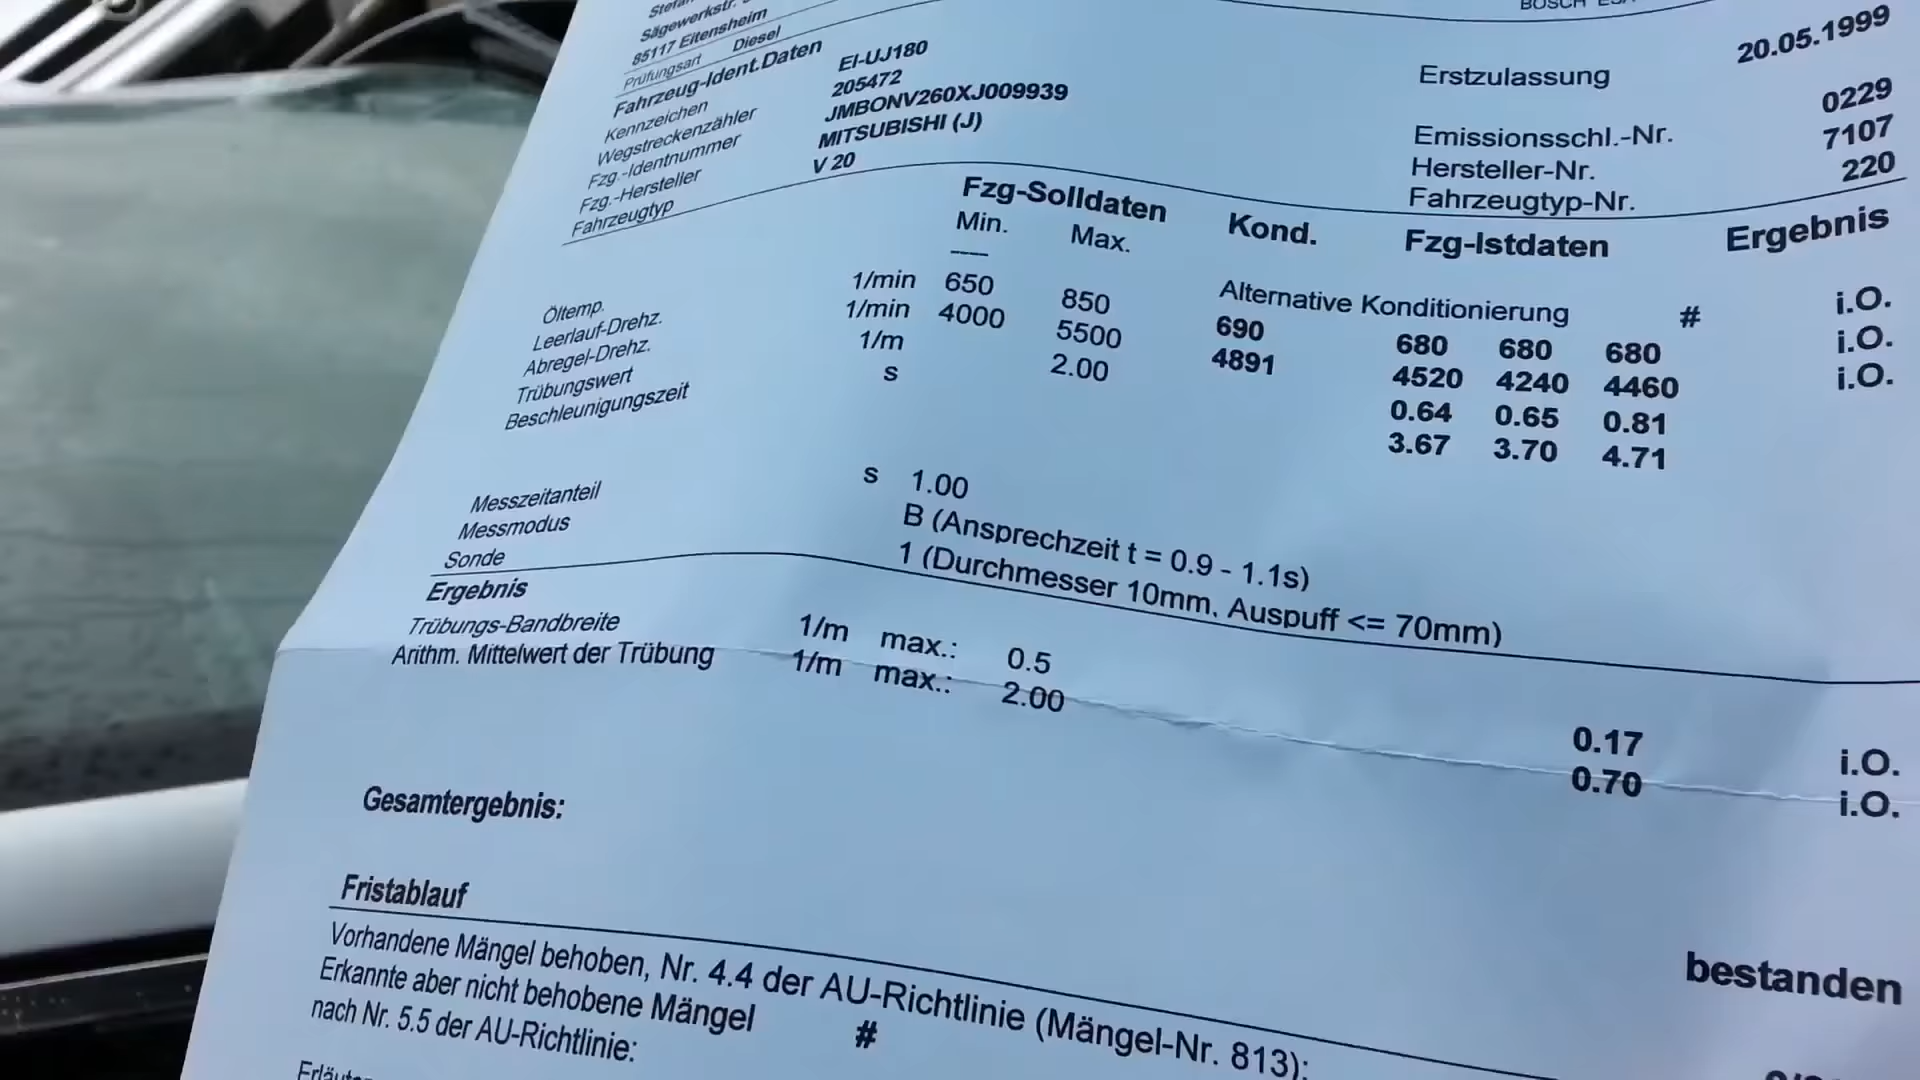 Sägewerkstr.
85117 Eitensheim
Prüfungsart Diesel
Fahrzeug-Ident.Daten
Kennzeichen EI-UJ180
Wegstreckenzähler 205472
Fzg.-Identnummer JMBONV260XJ009939
Fzg.-Hersteller MITSUBISHI (J)
Fahrzeugtyp V 20
BOSCH
Erstzulassung 20.05.1999
Emissionsschl.-Nr. 0229
Hersteller-Nr. 7107
Fahrzeugtyp-Nr. 220
Fzg-Solldaten Kond. Fzg-Istdaten Ergebnis
Min. Max.
Öltemp. ---- Alternative Konditionierung # i.O.
Leerlauf-Drehz. 1/min 650 850 690 680 680 680 i.O.
Abregel-Drehz. 1/min 4000 5500 4891 4520 4240 4460 i.O.
Trübungswert 1/m 2.00 0.64 0.65 0.81
Beschleunigungszeit s 3.67 3.70 4.71
Messzeitanteil s 1.00
Messmodus B (Ansprechzeit t = 0.9 - 1.1s)
Sonde 1 (Durchmesser 10mm. Auspuff <= 70mm)
Ergebnis
Trübungs-Bandbreite 1/m max.: 0.5 0.17 i.O.
Arithm. Mittelwert der Trübung 1/m max.: 2.00 0.70 i.O.
Gesamtergebnis: bestanden
Fristablauf
Vorhandene Mängel behoben, Nr. 4.4 der AU-Richtlinie (Mängel-Nr. 813):
Erkannte aber nicht behobene Mängel
nach Nr. 5.5 der AU-Richtlinie: #